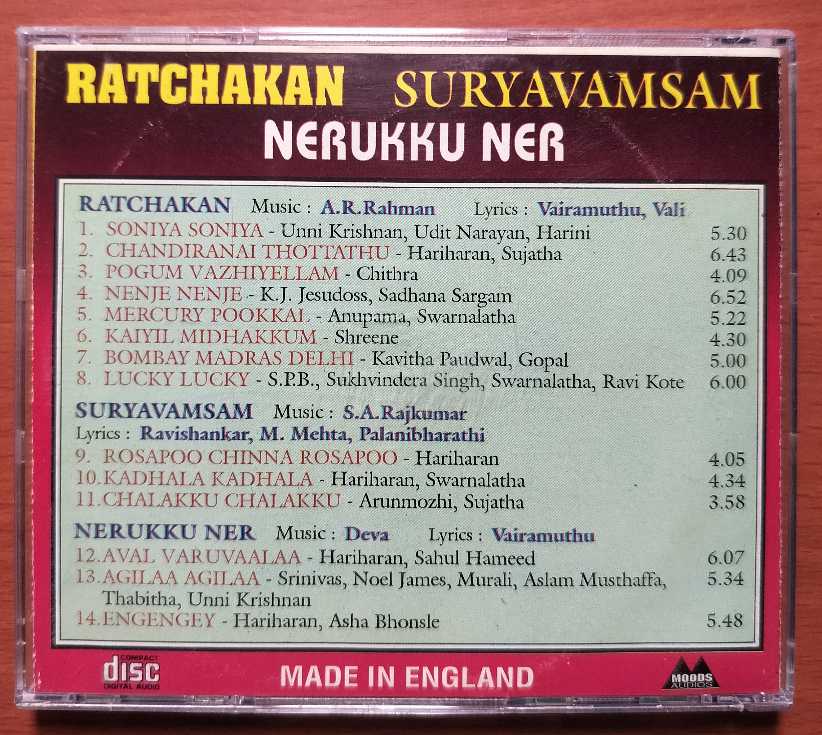 RATCHAKAN SURYAVAMSAM
NERUKKU NER
RATCHAKAN Music : A.R.Rahman Lyrics : Vairamuthu, Vali
1. SONIYA SONIYA - Unni Krishnan, Udit Narayan, Harini 5.30
2. CHANDIRANAI THOTTATHU - Hariharan, Sujatha 6.43
3. POGUM VAZHIYELLAM - Chithra 4.09
4. NENJE NENJE - K.J. Jesudoss, Sadhana Sargam 6.52
5. MERCURY POOKKAL - Anupama, Swarnalatha 5.22
6. KAIYIL MIDHAKKUM - Shreene 4.30
7. BOMBAY MADRAS DELHI - Kavitha Paudwal, Gopal 5.00
8. LUCKY LUCKY - S.P.B., Sukhvindera Singh, Swarnalatha, Ravi Kote 6.00
SURYAVAMSAM Music : S.A.Rajkumar
Lyrics : Ravishankar, M. Mehta, Palanibharathi
9. ROSAPOO CHINNA ROSAPOO - Hariharan 4.05
10. KADHALA KADHALA - Hariharan, Swarnalatha 4.34
11. CHALAKKU CHALAKKU - Arunmozhi, Sujatha 3.58
NERUKKU NER Music : Deva Lyrics : Vairamuthu
12. AVAL VARUVAALAA - Hariharan, Sahul Hameed 6.07
13. AGILAA AGILAA - Srinivas, Noel James, Murali, Aslam Musthaffa, 5.34
Thabitha, Unni Krishnan
14. ENGENGEY - Hariharan, Asha Bhonsle 5.48
COMPACT
disc
DIGITAL AUDIO
MADE IN ENGLAND
MOODS
AUDIOS